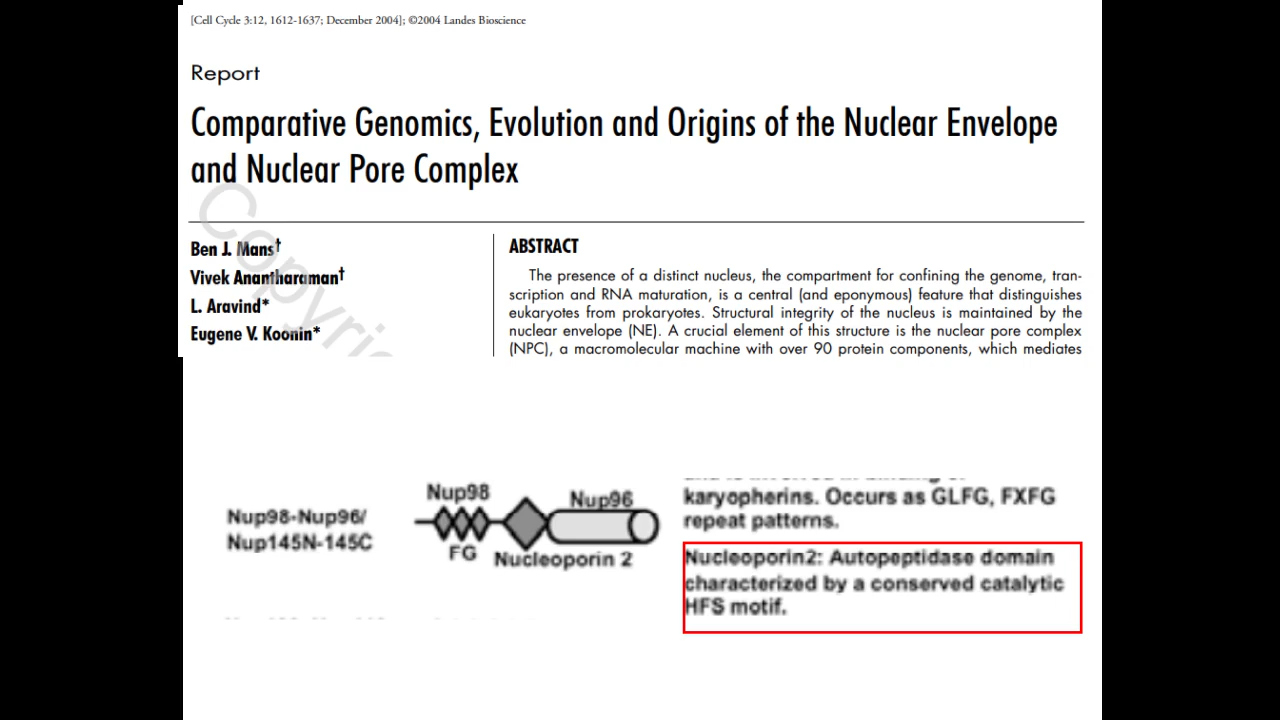 [Cell Cycle 3:12, 1612-1637; December 2004]; ©2004 Landes Bioscience
Report
Comparative Genomics, Evolution and Origins of the Nuclear Envelope
and Nuclear Pore Complex
Ben J. Mans†
Vivek Anantharaman†
L. Aravind*
Eugene V. Koonin*
ABSTRACT
The presence of a distinct nucleus, the compartment for confining the genome, tran-
scription and RNA maturation, is a central (and eponymous) feature that distinguishes
eukaryotes from prokaryotes. Structural integrity of the nucleus is maintained by the
nuclear envelope (NE). A crucial element of this structure is the nuclear pore complex
(NPC), a macromolecular machine with over 90 protein components, which mediates
Nup98-Nup96/
Nup145N-145C
Nup98
Nup96
FG
Nucleoporin 2
karyopherins. Occurs as GLFG, FXFG
repeat patterns.
Nucleoporin2: Autopeptidase domain
characterized by a conserved catalytic
HFS motif.